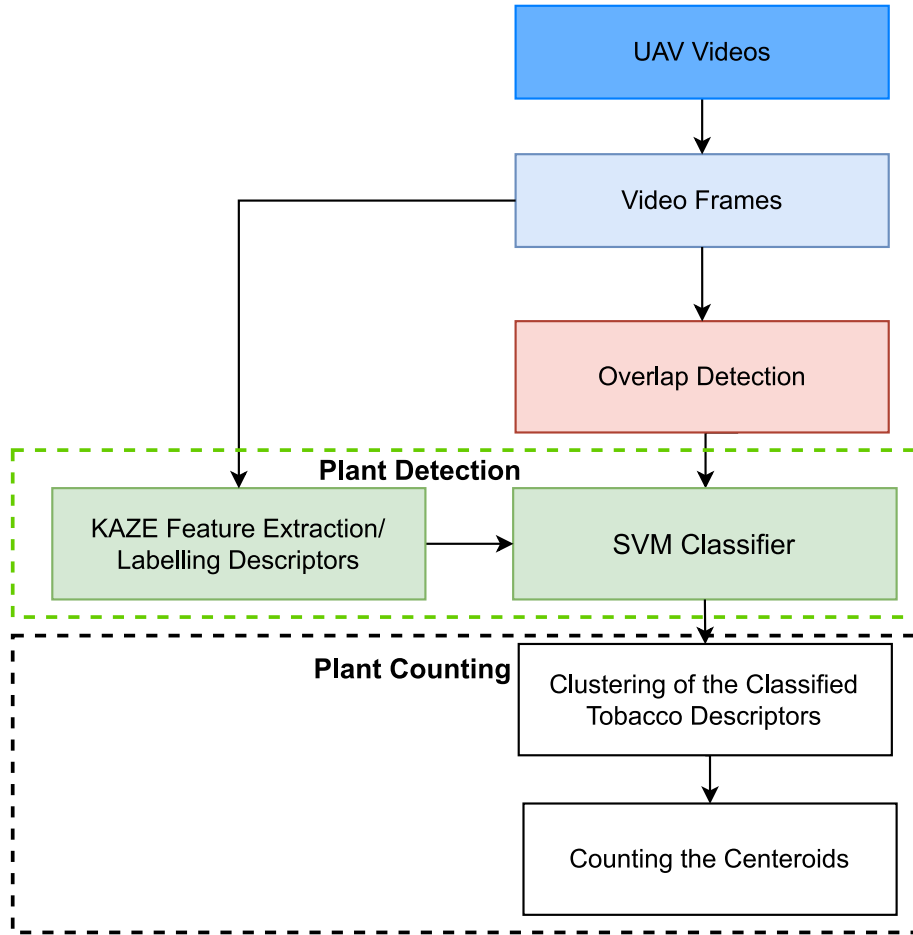 UAV Videos
Video Frames
Overlap Detection
Plant Detection
KAZE Feature Extraction/
Labelling Descriptors
SVM Classifier
Plant Counting
Clustering of the Classified
Tobacco Descriptors
Counting the Centeroids